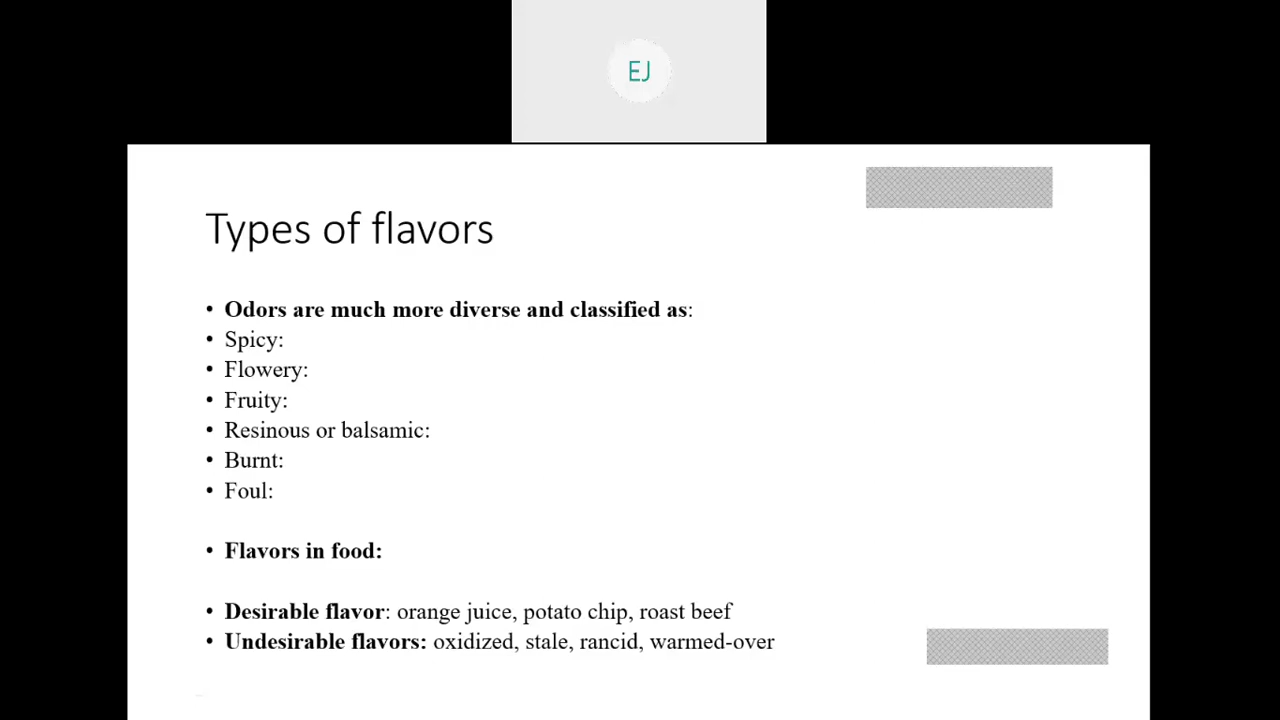 EJ
Types of flavors
• Odors are much more diverse and classified as:
• Spicy:
• Flowery:
• Fruity:
• Resinous or balsamic:
• Burnt:
• Foul:
• Flavors in food:
• Desirable flavor: orange juice, potato chip, roast beef
• Undesirable flavors: oxidized, stale, rancid, warmed-over